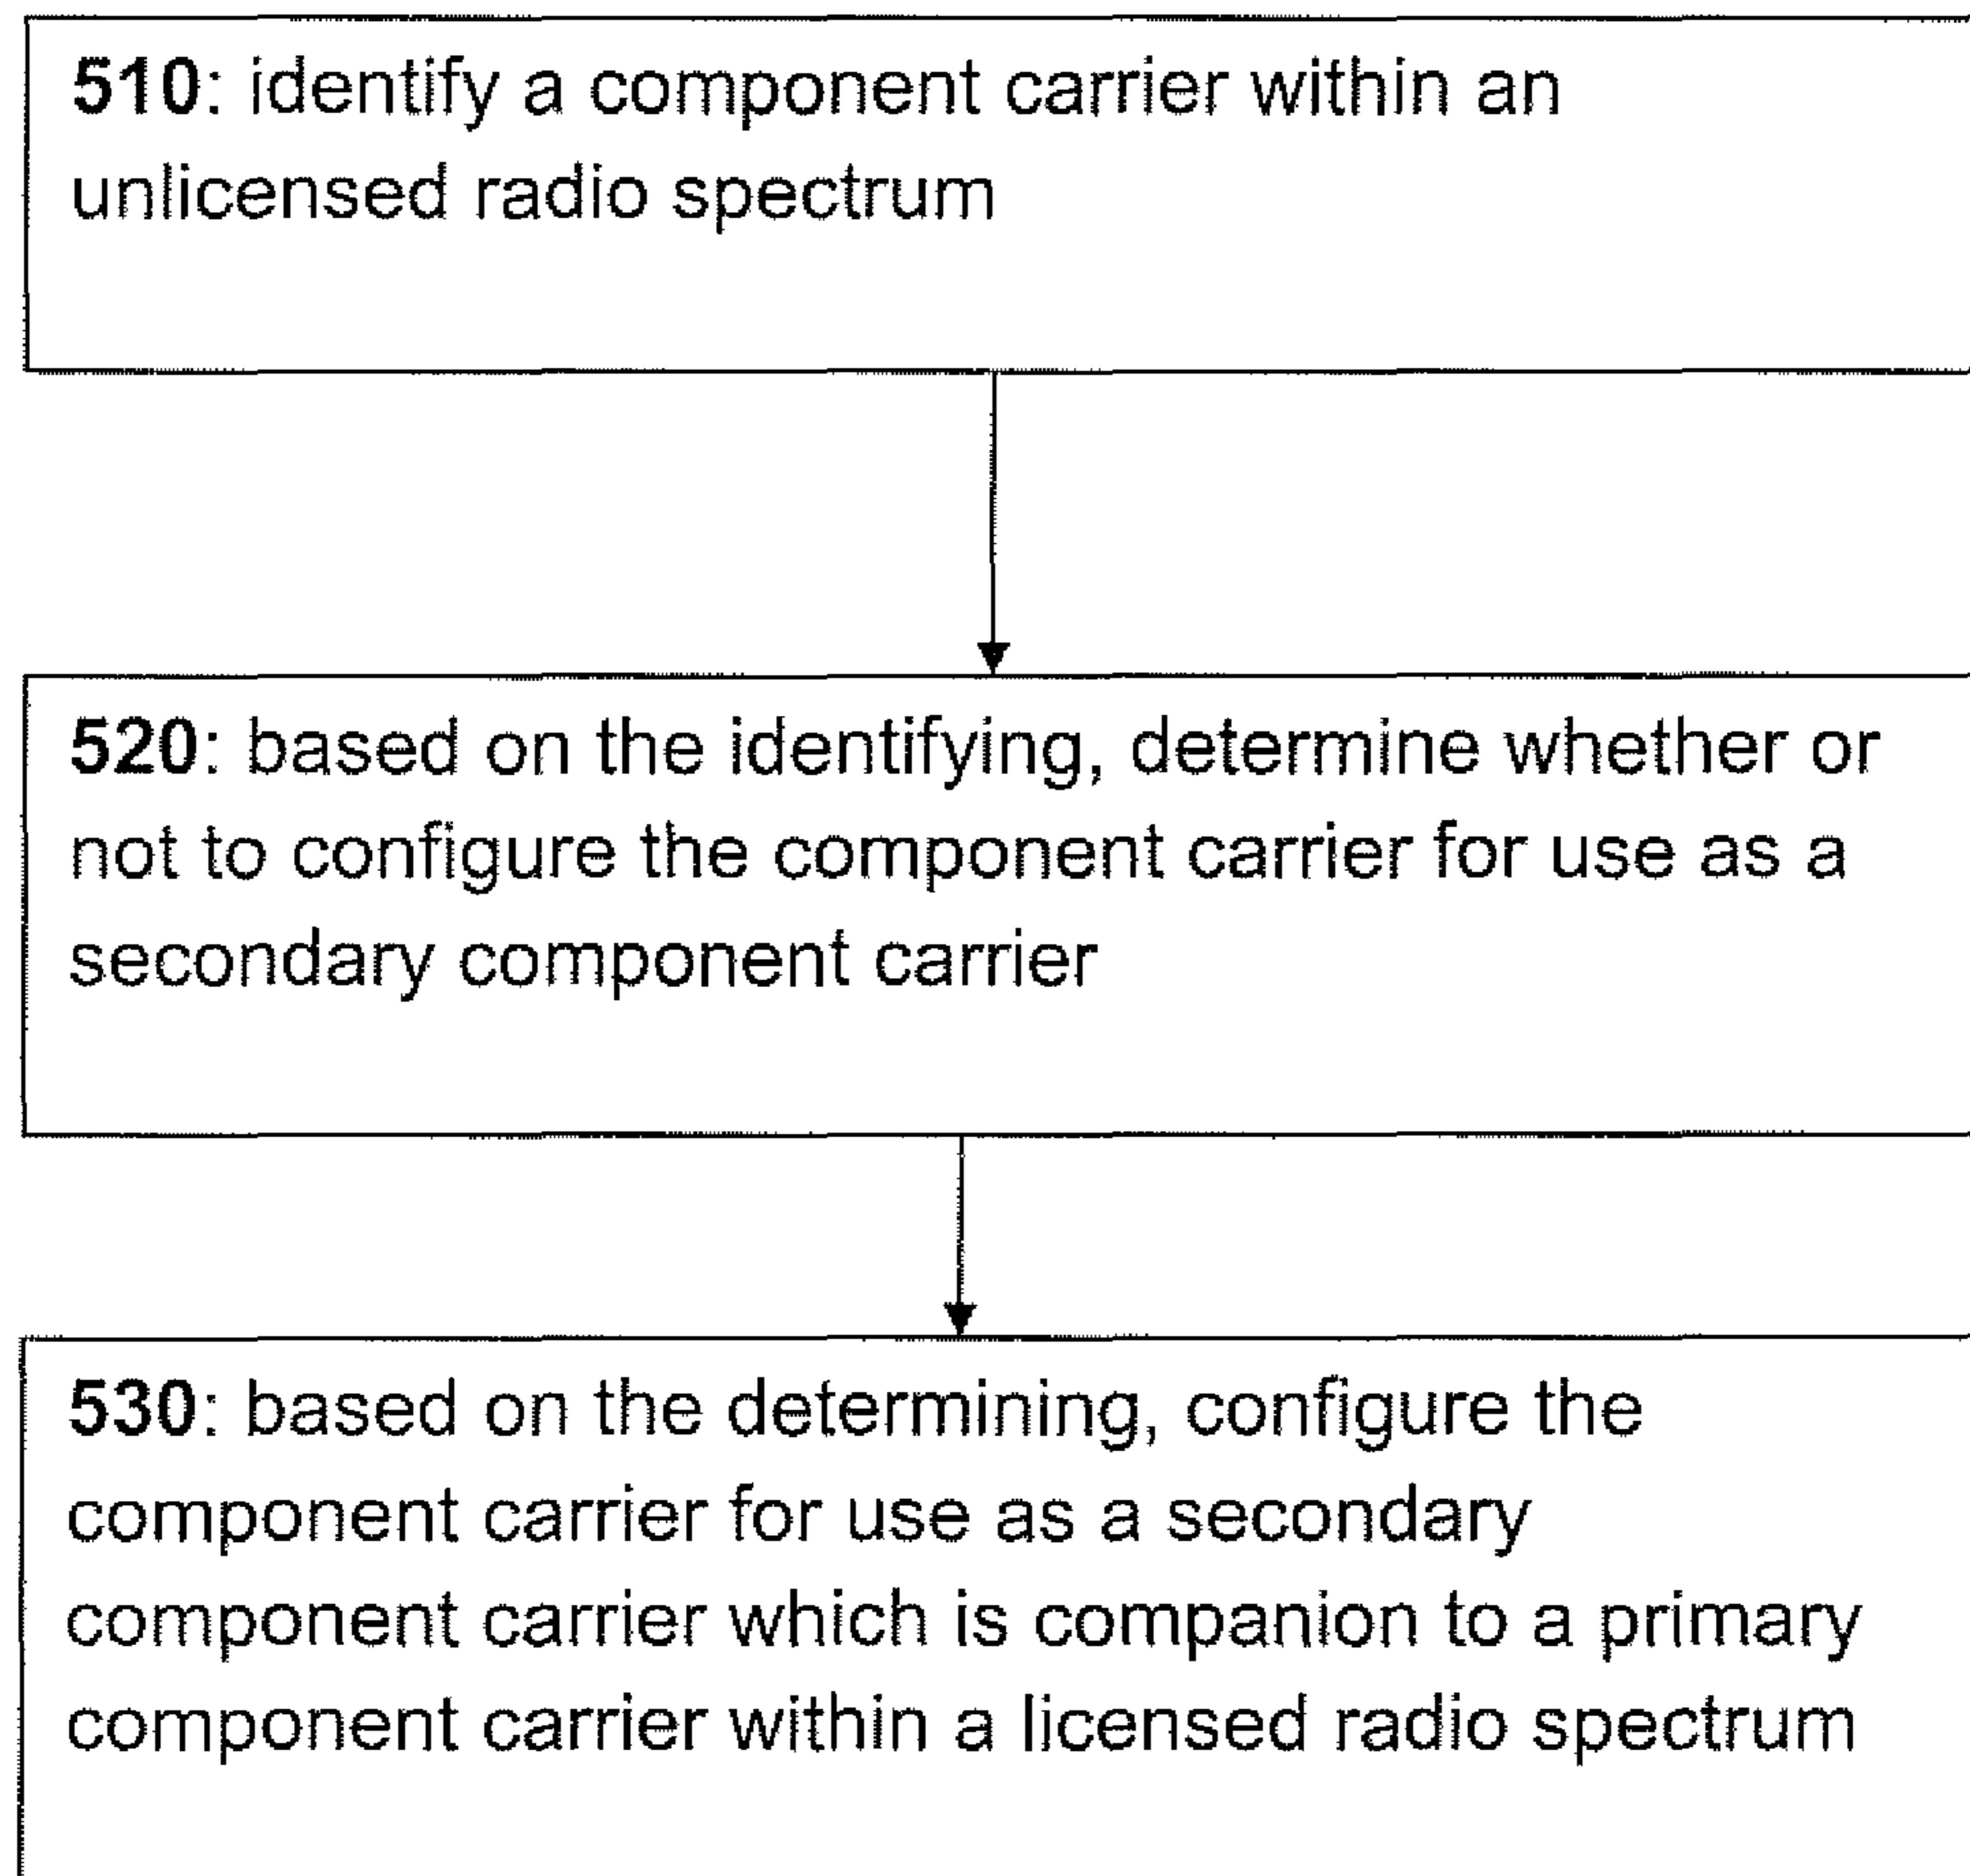 510: identify a component carrier within an
unlicensed radio spectrum
520: based on the identifying, determine whether or
not to configure the component carrier for use as a
secondary component carrier
530: based on the determining, configure the
component carrier for use as a secondary
component carrier which is companion to a primary
component carrier within a licensed radio spectrum